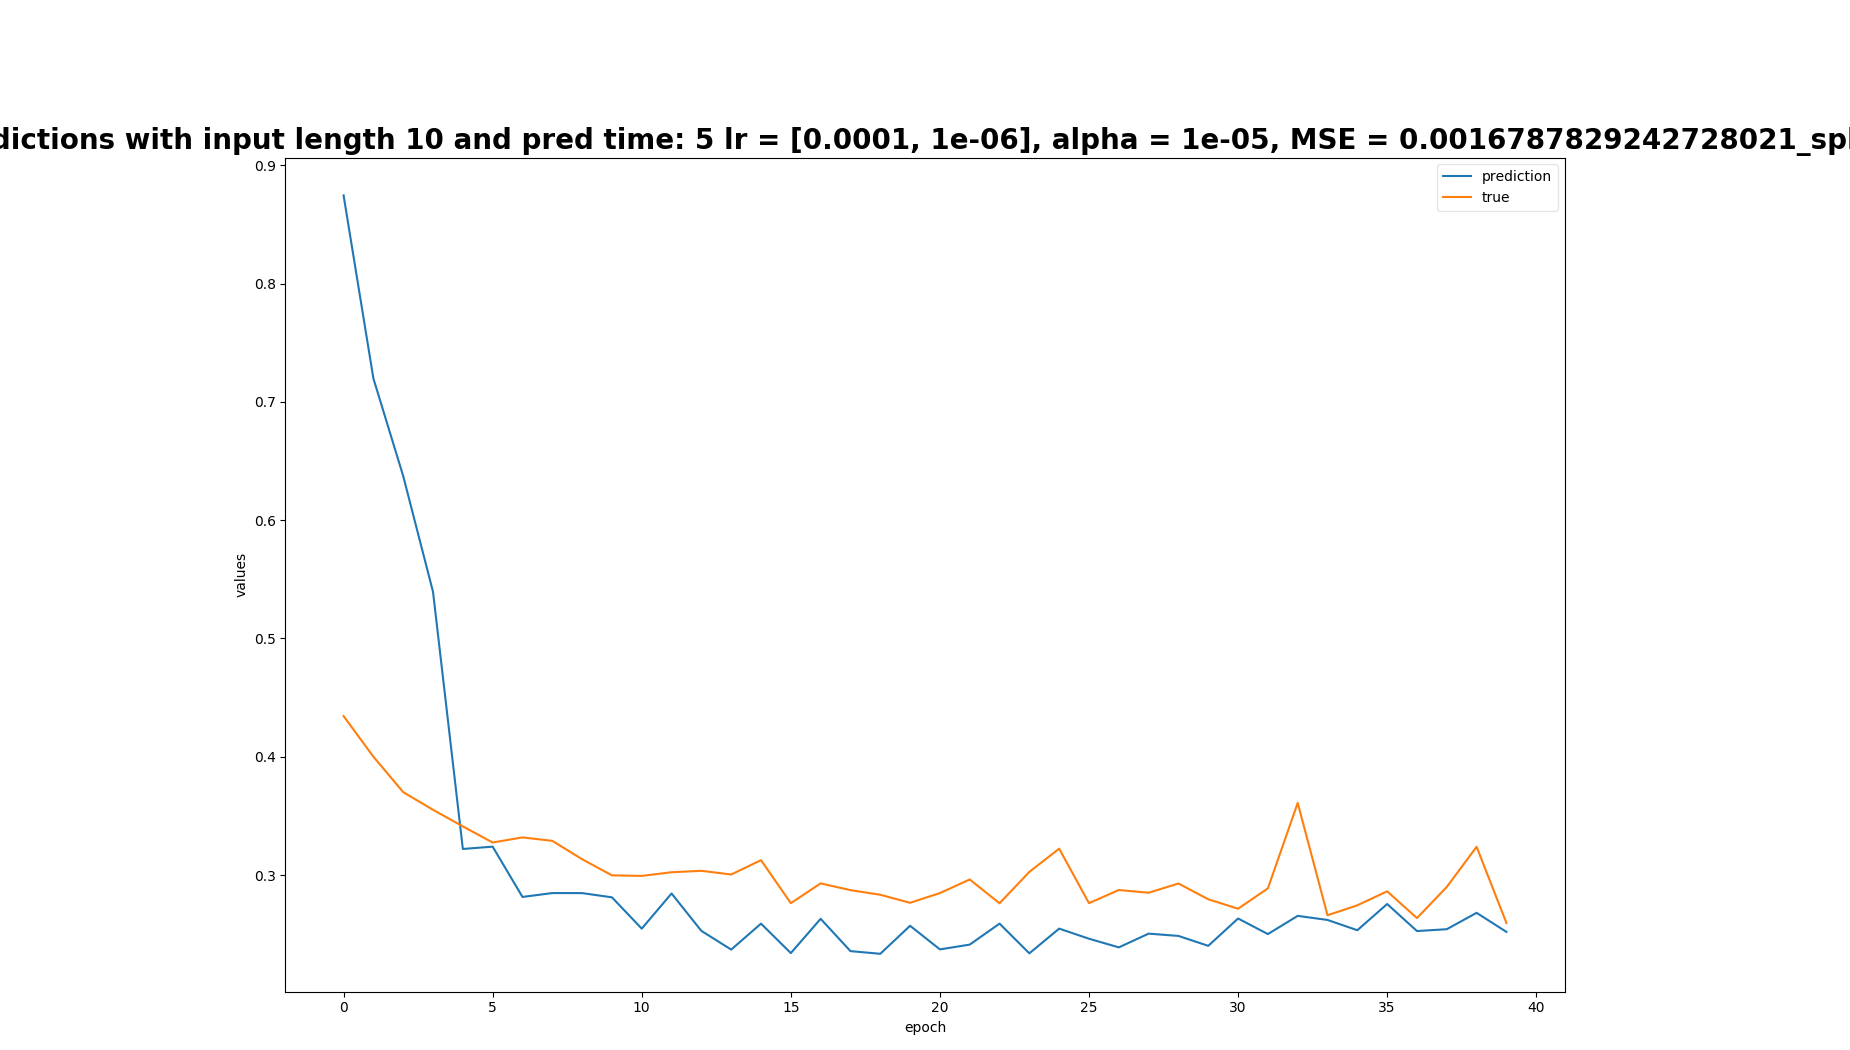 dictions with input length 10 and pred time: 5 lr = [0.0001, 1e-06], alpha = 1e-05, MSE = 0.0016787829242728021_spl
prediction
true
0.9
0.8
0.7
0.6
0.5
0.4
0.3
values
0 5 10 15 20 25 30 35 40
epoch